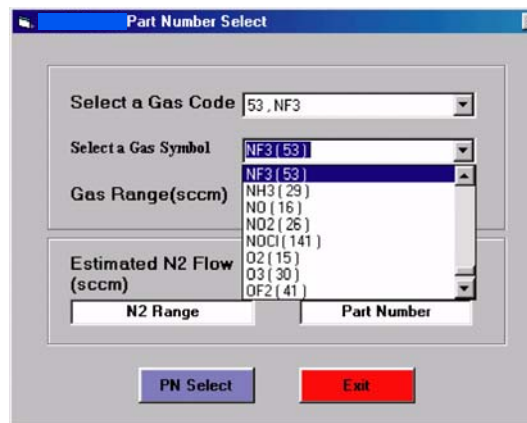 Part Number Select
Select a Gas Code 53 , NF3
Select a Gas Symbol NF3 ( 53 )
NF3 ( 53 )
NH3 ( 29 )
Gas Range(sccm) NO ( 16 )
NO2 ( 26 )
NOCl ( 141 )
O2 ( 15 )
Estimated N2 Flow O3 ( 30 )
(sccm) OF2 ( 41 )
N2 Range Part Number
PN Select Exit